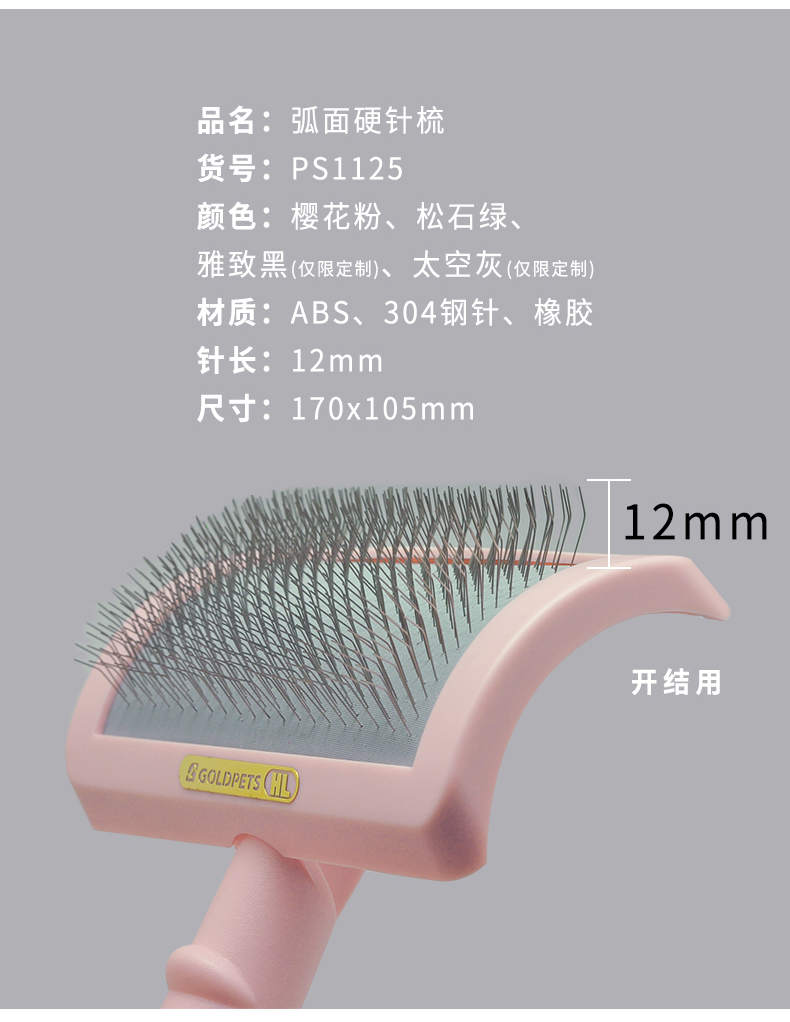 品名：弧面硬针梳
货号：PS1125
颜色：樱花粉、松石绿、
雅致黑(仅限定制)、太空灰(仅限定制)
材质：ABS、304钢针、橡胶
针长：12mm
尺寸：170x105mm
12mm
开结用
GOLDPETS HL